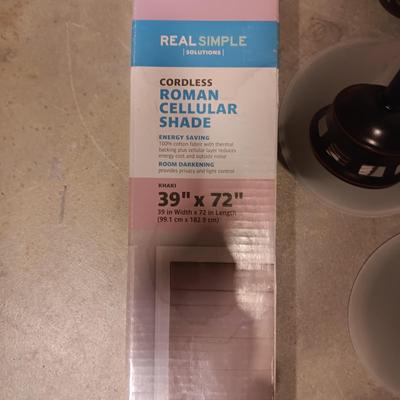 REALSIMPLE
| SOLUTIONS |
CORDLESS
ROMAN
CELLULAR
SHADE
ENERGY SAVING
100% cotton fabric with thermal
backing plus cellular layer reduces
energy cost and outside noise
ROOM DARKENING
provides privacy and light control
KHAKI
39" x 72"
39 in Width x 72 in Length
(99.1 cm x 182.9 cm)